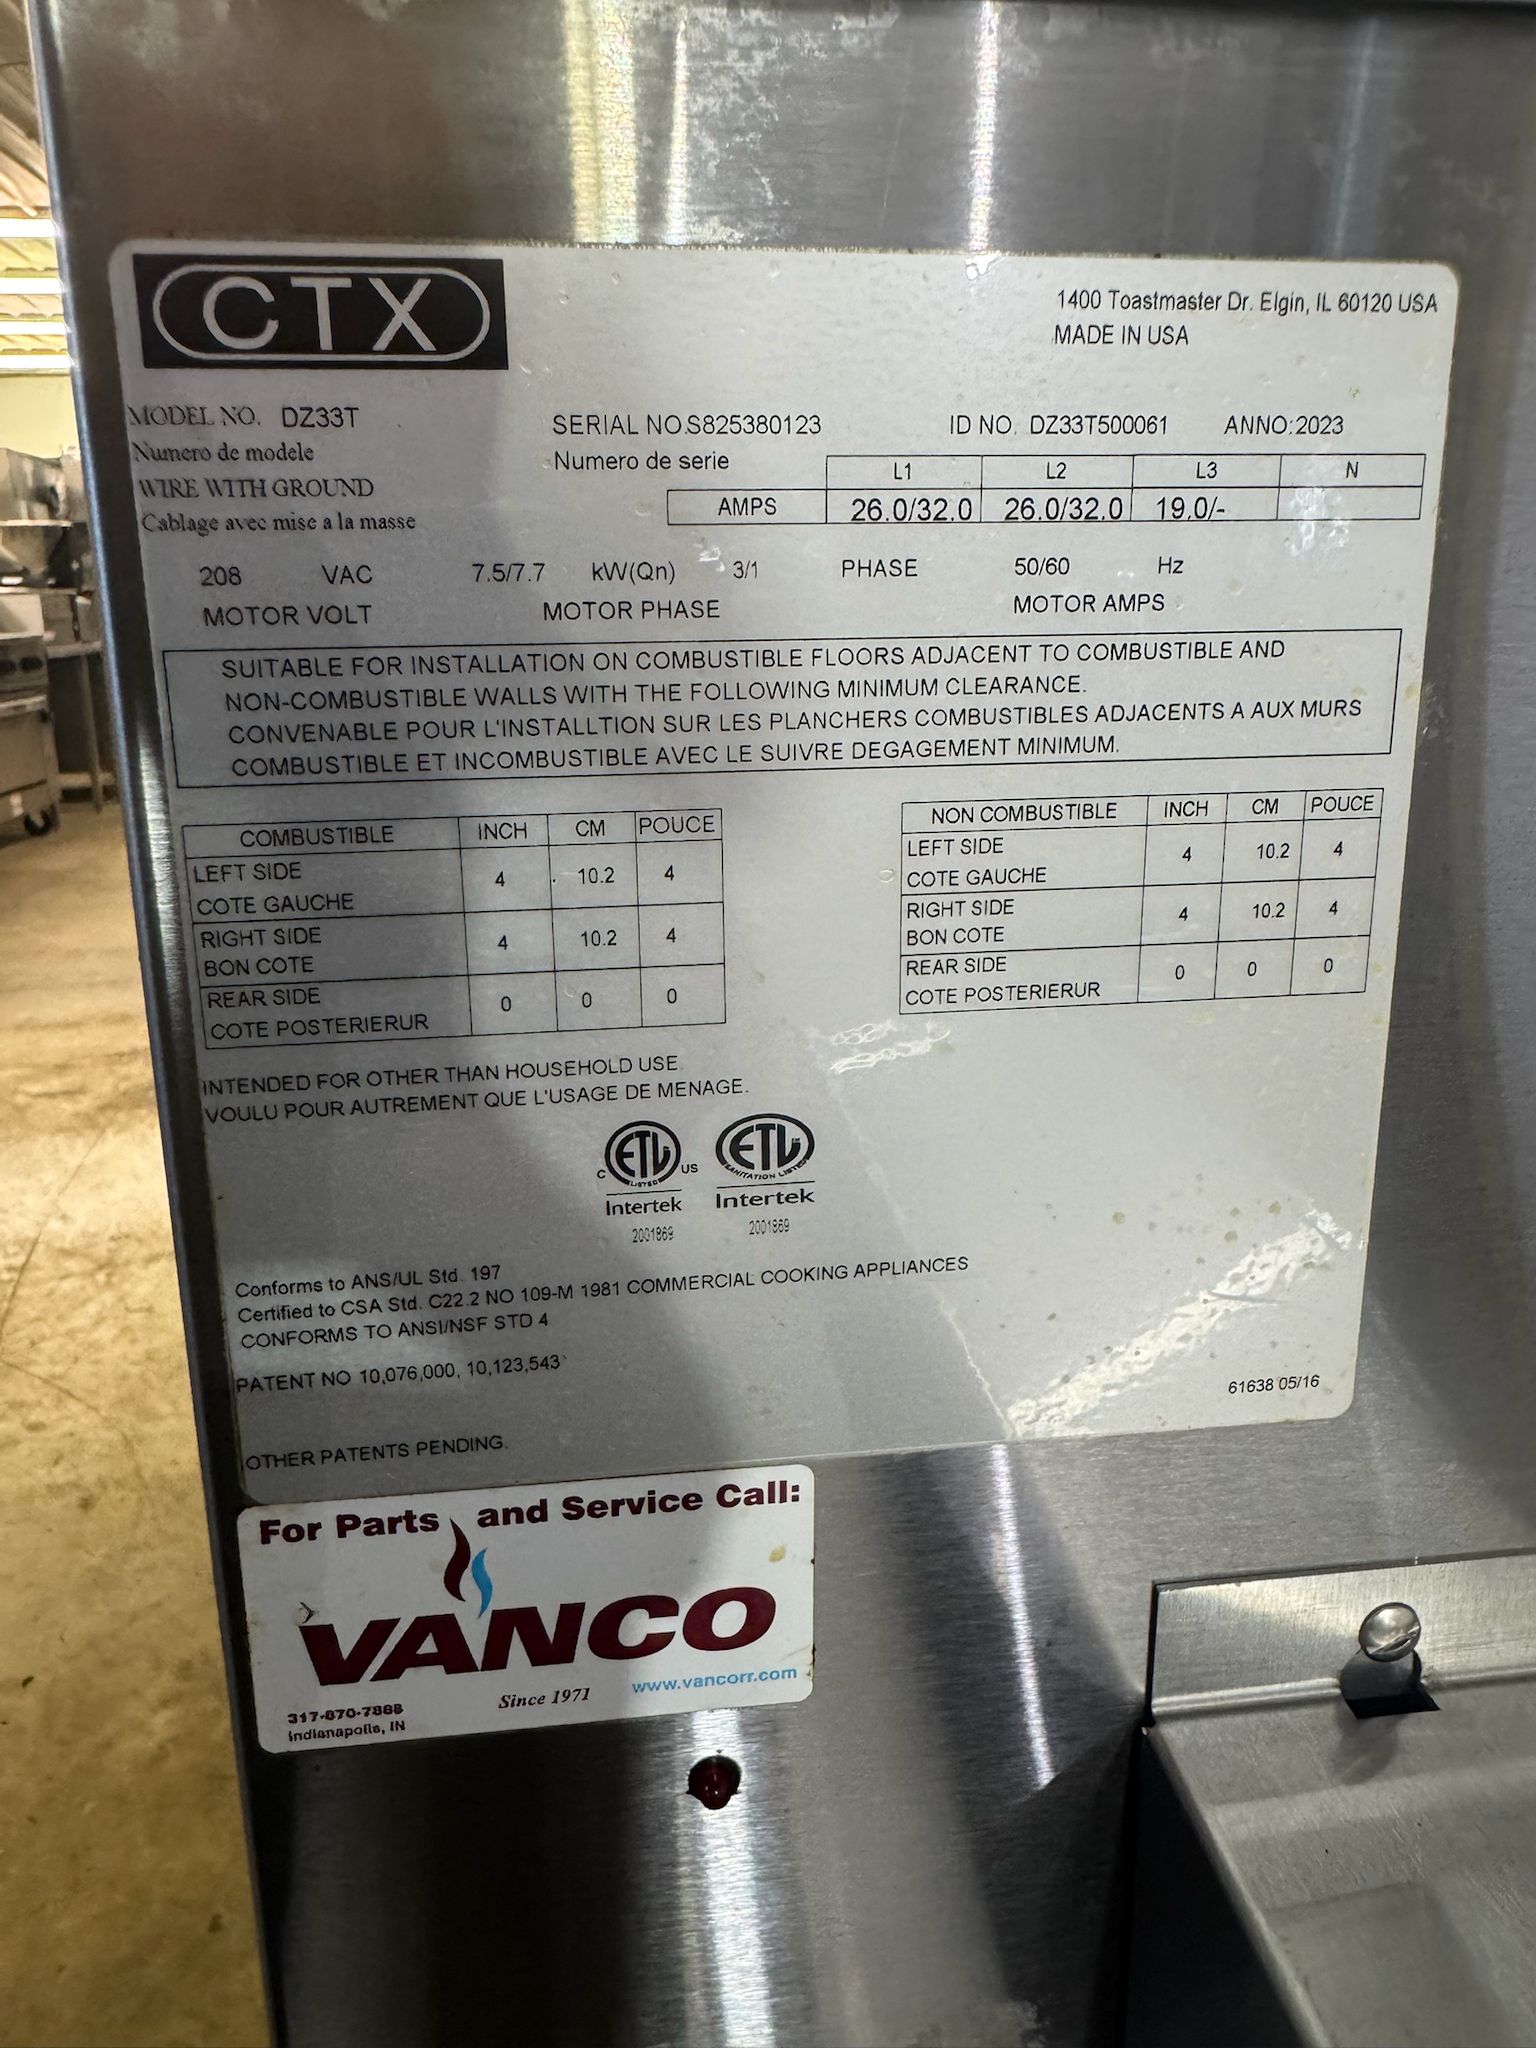 CTX
1400 Toastmaster Dr. Elgin, IL 60120 USA
MADE IN USA
MODEL NO. DZ33T SERIAL NO.S825380123 ID NO. DZ33T500061 ANNO:2023
Numero de modele Numero de serie
L1 L2 L3 N
WIRE WITH GROUND
AMPS 26.0/32.0 26.0/32.0 19.0/-
Cablage avec mise a la masse
208 VAC 7.5/7.7 kW(Qn) 3/1 PHASE 50/60 Hz
MOTOR VOLT MOTOR PHASE MOTOR AMPS
SUITABLE FOR INSTALLATION ON COMBUSTIBLE FLOORS ADJACENT TO COMBUSTIBLE AND
NON-COMBUSTIBLE WALLS WITH THE FOLLOWING MINIMUM CLEARANCE.
CONVENABLE POUR L'INSTALLTION SUR LES PLANCHERS COMBUSTIBLES ADJACENTS A AUX MURS
COMBUSTIBLE ET INCOMBUSTIBLE AVEC LE SUIVRE DEGAGEMENT MINIMUM.
COMBUSTIBLE INCH CM POUCE
LEFT SIDE
COTE GAUCHE 4 10.2 4
RIGHT SIDE
BON COTE 4 10.2 4
REAR SIDE
COTE POSTERIERUR 0 0 0
NON COMBUSTIBLE INCH CM POUCE
LEFT SIDE
COTE GAUCHE 4 10.2 4
RIGHT SIDE
BON COTE 4 10.2 4
REAR SIDE
COTE POSTERIERUR 0 0 0
INTENDED FOR OTHER THAN HOUSEHOLD USE.
VOULU POUR AUTREMENT QUE L'USAGE DE MENAGE.
C ETL US
LISTED
Intertek
2001869
ETL
SANITATION LISTED
Intertek
2001869
Conforms to ANS/UL Std. 197
Certified to CSA Std. C22.2 NO 109-M 1981 COMMERCIAL COOKING APPLIANCES
CONFORMS TO ANSI/NSF STD 4
PATENT NO 10,076,000, 10,123,543
61638 05/16
OTHER PATENTS PENDING.
For Parts and Service Call:
VANCO
Since 1971 www.vancorr.com
317-870-7888
Indianapolis, IN